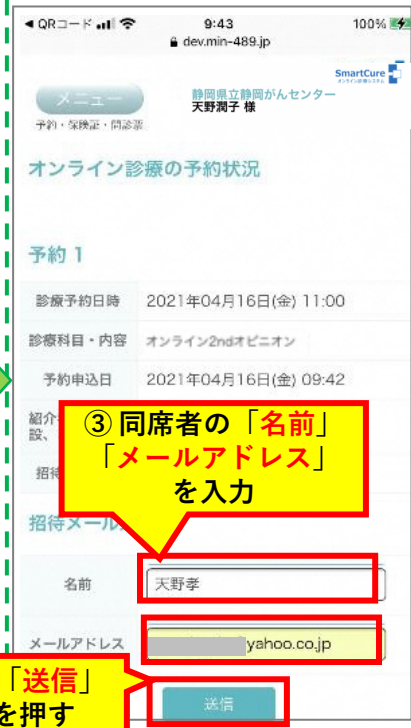 ◀ QRコード 9:43 100%
dev.min-489.jp
SmartCure
メニュー
静岡県立静岡がんセンター
天野潤子 様
予約・保険証・問診票
オンライン診療の予約状況
予約 1
診療予約日時 2021年04月16日(金) 11:00
診療科目・内容 オンライン2ndオピニオン
予約申込日 2021年04月16日(金) 09:42
紹介
設、
招待
③ 同席者の「名前」
「メールアドレス」
を入力
招待メール
名前 天野孝
メールアドレス yahoo.co.jp
「送信」
を押す
送信